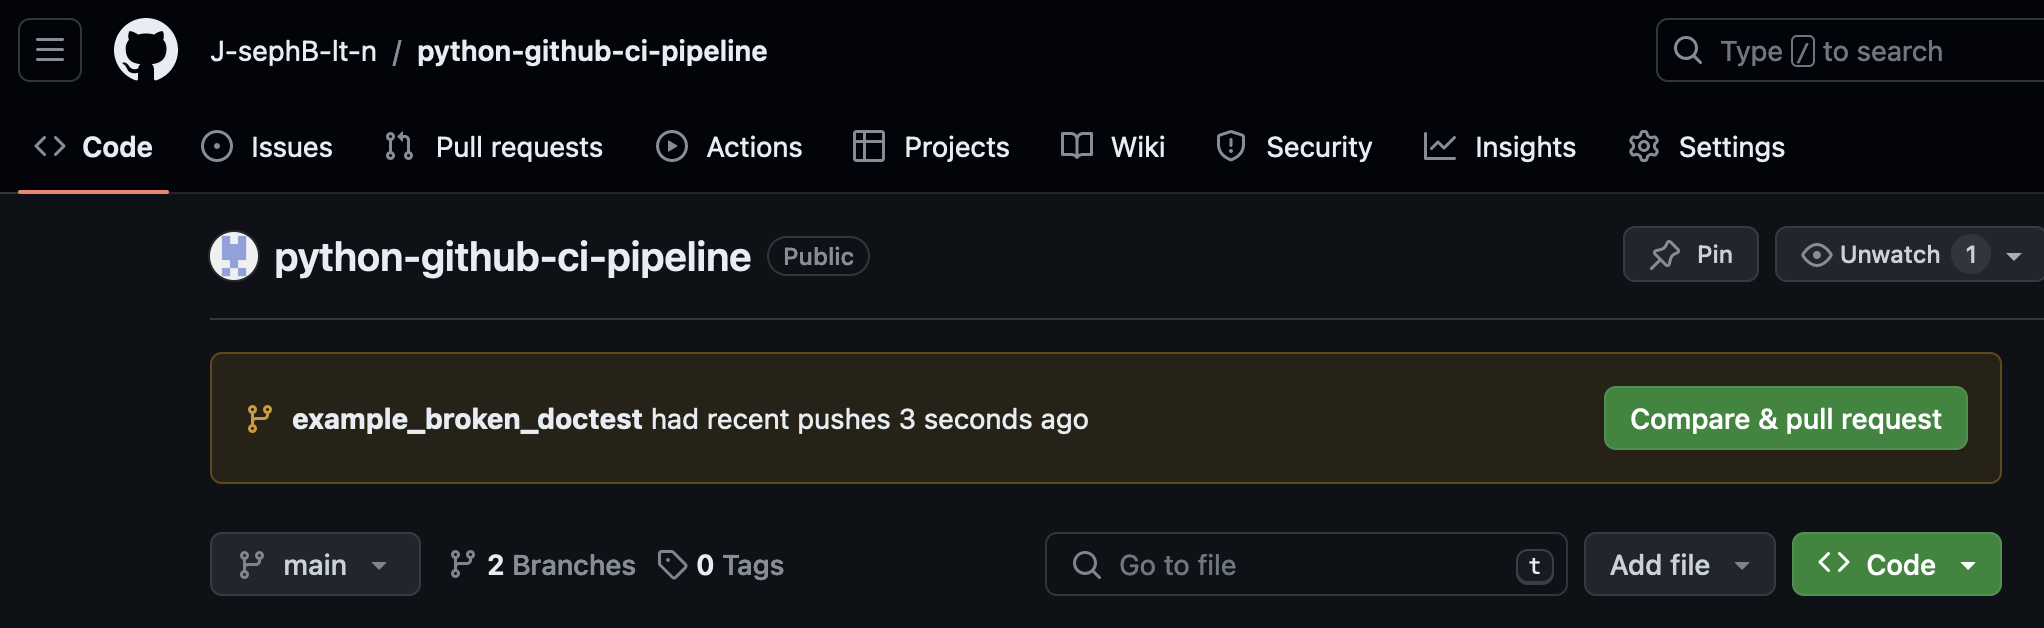 J-sephB-lt-n / python-github-ci-pipeline
Type / to search
Code Issues Pull requests Actions Projects Wiki Security Insights Settings
python-github-ci-pipeline Public
Pin Unwatch 1
example_broken_doctest had recent pushes 3 seconds ago
Compare & pull request
main 2 Branches 0 Tags
Go to file t
Add file
Code